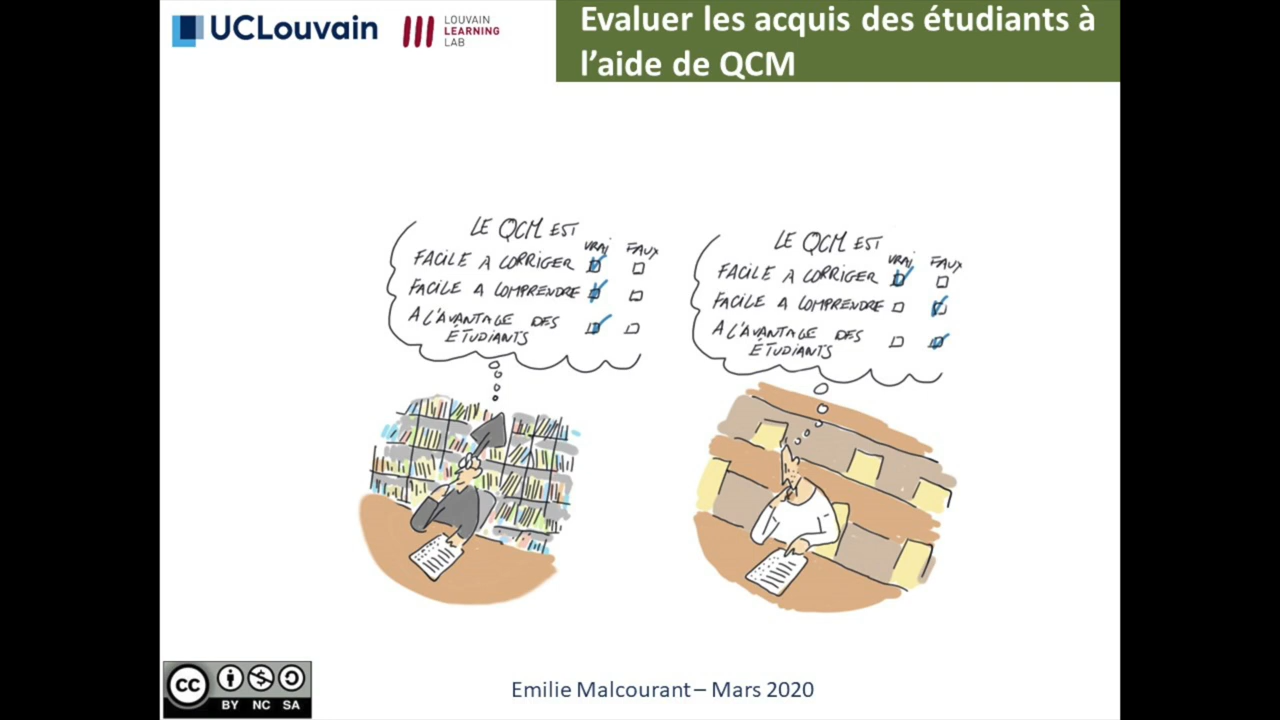 UCLouvain
LOUVAIN
LEARNING
LAB
Evaluer les acquis des étudiants à
l'aide de QCM
LE QCM EST
VRAI FAUX
FACILE A CORRIGER
FACILE A COMPRENDRE
A L'AVANTAGE DES
ÉTUDIANTS
LE QCM EST
VRAI FAUX
FACILE A CORRIGER
FACILE A COMPRENDRE
A L'AVANTAGE DES
ÉTUDIANTS
cc
BY NC SA
Emilie Malcourant – Mars 2020